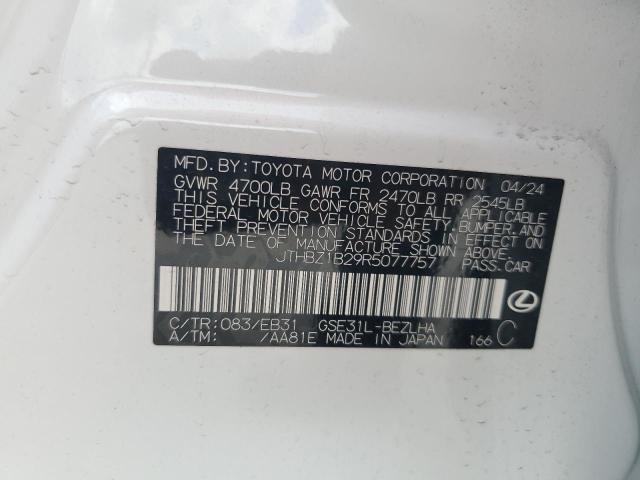 MFD. BY: TOYOTA MOTOR CORPORATION 04/24
GVWR 4700LB GAWR FR 2470LB RR 2545LB
THIS VEHICLE CONFORMS TO ALL APPLICABLE
FEDERAL MOTOR VEHICLE SAFETY, BUMPER, AND
THEFT PREVENTION STANDARDS IN EFFECT ON
THE DATE OF MANUFACTURE SHOWN ABOVE.
JTHBZ1B29R5077757 PASS. CAR
C/TR: 083/EB31 GSE31L-BEZLHA
A/TM: /AA81E MADE IN JAPAN 166 C